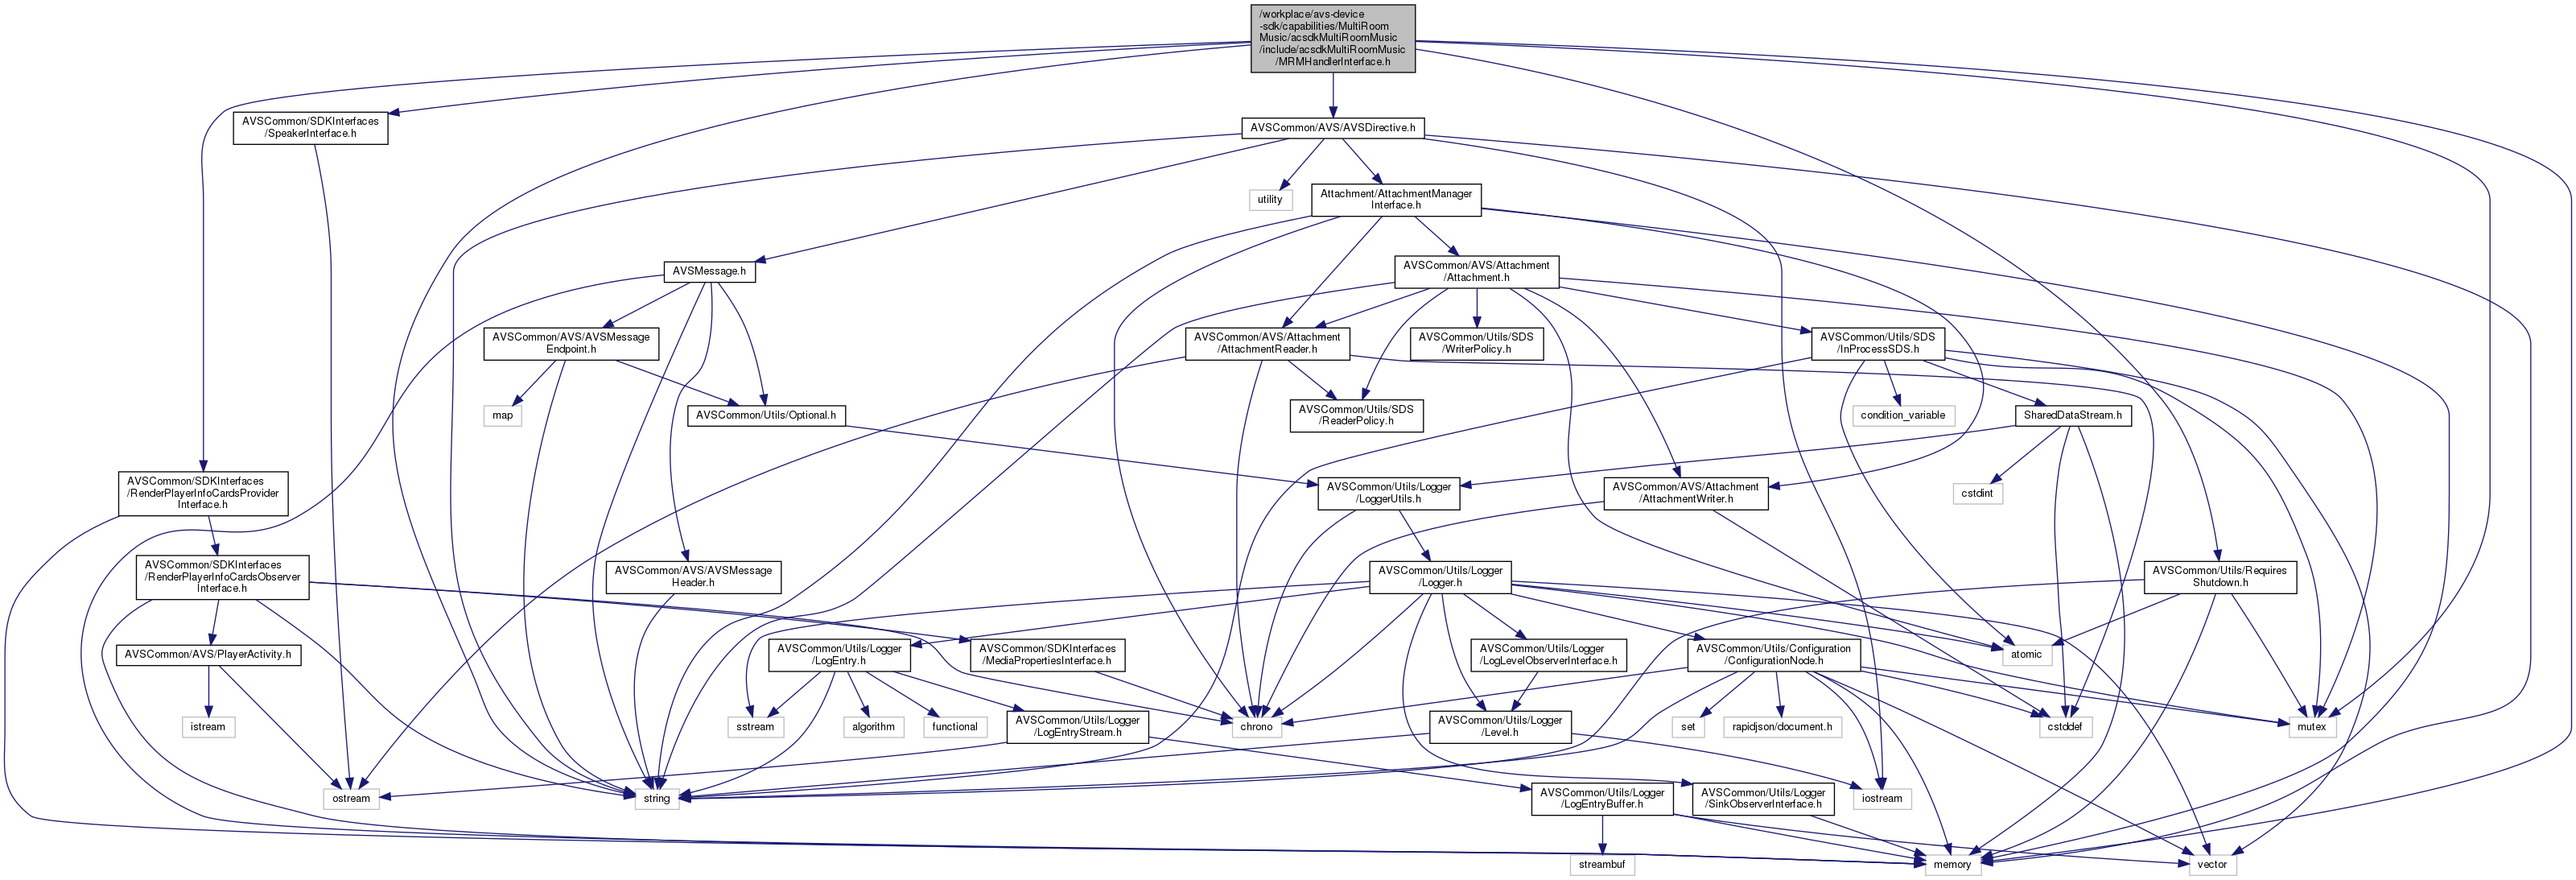 /workplace/avs-device
-sdk/capabilities/MultiRoom
Music/acsdkMultiRoomMusic
/include/acsdkMultiRoomMusic
/MRMHandlerInterface.h
AVSCommon/SDKInterfaces
/SpeakerInterface.h
AVSCommon/AVS/AVSDirective.h
utility
Attachment/AttachmentManager
Interface.h
AVSMessage.h
AVSCommon/AVS/Attachment
/Attachment.h
AVSCommon/AVS/AVSMessage
Endpoint.h
AVSCommon/AVS/Attachment
/AttachmentReader.h
AVSCommon/Utils/SDS
/WriterPolicy.h
AVSCommon/Utils/SDS
/InProcessSDS.h
map
AVSCommon/Utils/Optional.h
AVSCommon/Utils/SDS
/ReaderPolicy.h
condition_variable
SharedDataStream.h
AVSCommon/SDKInterfaces
/RenderPlayerInfoCardsProvider
Interface.h
AVSCommon/Utils/Logger
/LoggerUtils.h
AVSCommon/AVS/Attachment
/AttachmentWriter.h
cstdint
AVSCommon/SDKInterfaces
/RenderPlayerInfoCardsObserver
Interface.h
AVSCommon/AVS/AVSMessage
Header.h
AVSCommon/Utils/Logger
/Logger.h
AVSCommon/Utils/Requires
Shutdown.h
AVSCommon/AVS/PlayerActivity.h
AVSCommon/Utils/Logger
/LogEntry.h
AVSCommon/SDKInterfaces
/MediaPropertiesInterface.h
AVSCommon/Utils/Logger
/LogLevelObserverInterface.h
AVSCommon/Utils/Configuration
/ConfigurationNode.h
atomic
istream
sstream
algorithm
functional
AVSCommon/Utils/Logger
/LogEntryStream.h
chrono
AVSCommon/Utils/Logger
/Level.h
set
rapidjson/document.h
cstddef
mutex
ostream
string
AVSCommon/Utils/Logger
/LogEntryBuffer.h
AVSCommon/Utils/Logger
/SinkObserverInterface.h
iostream
streambuf
memory
vector